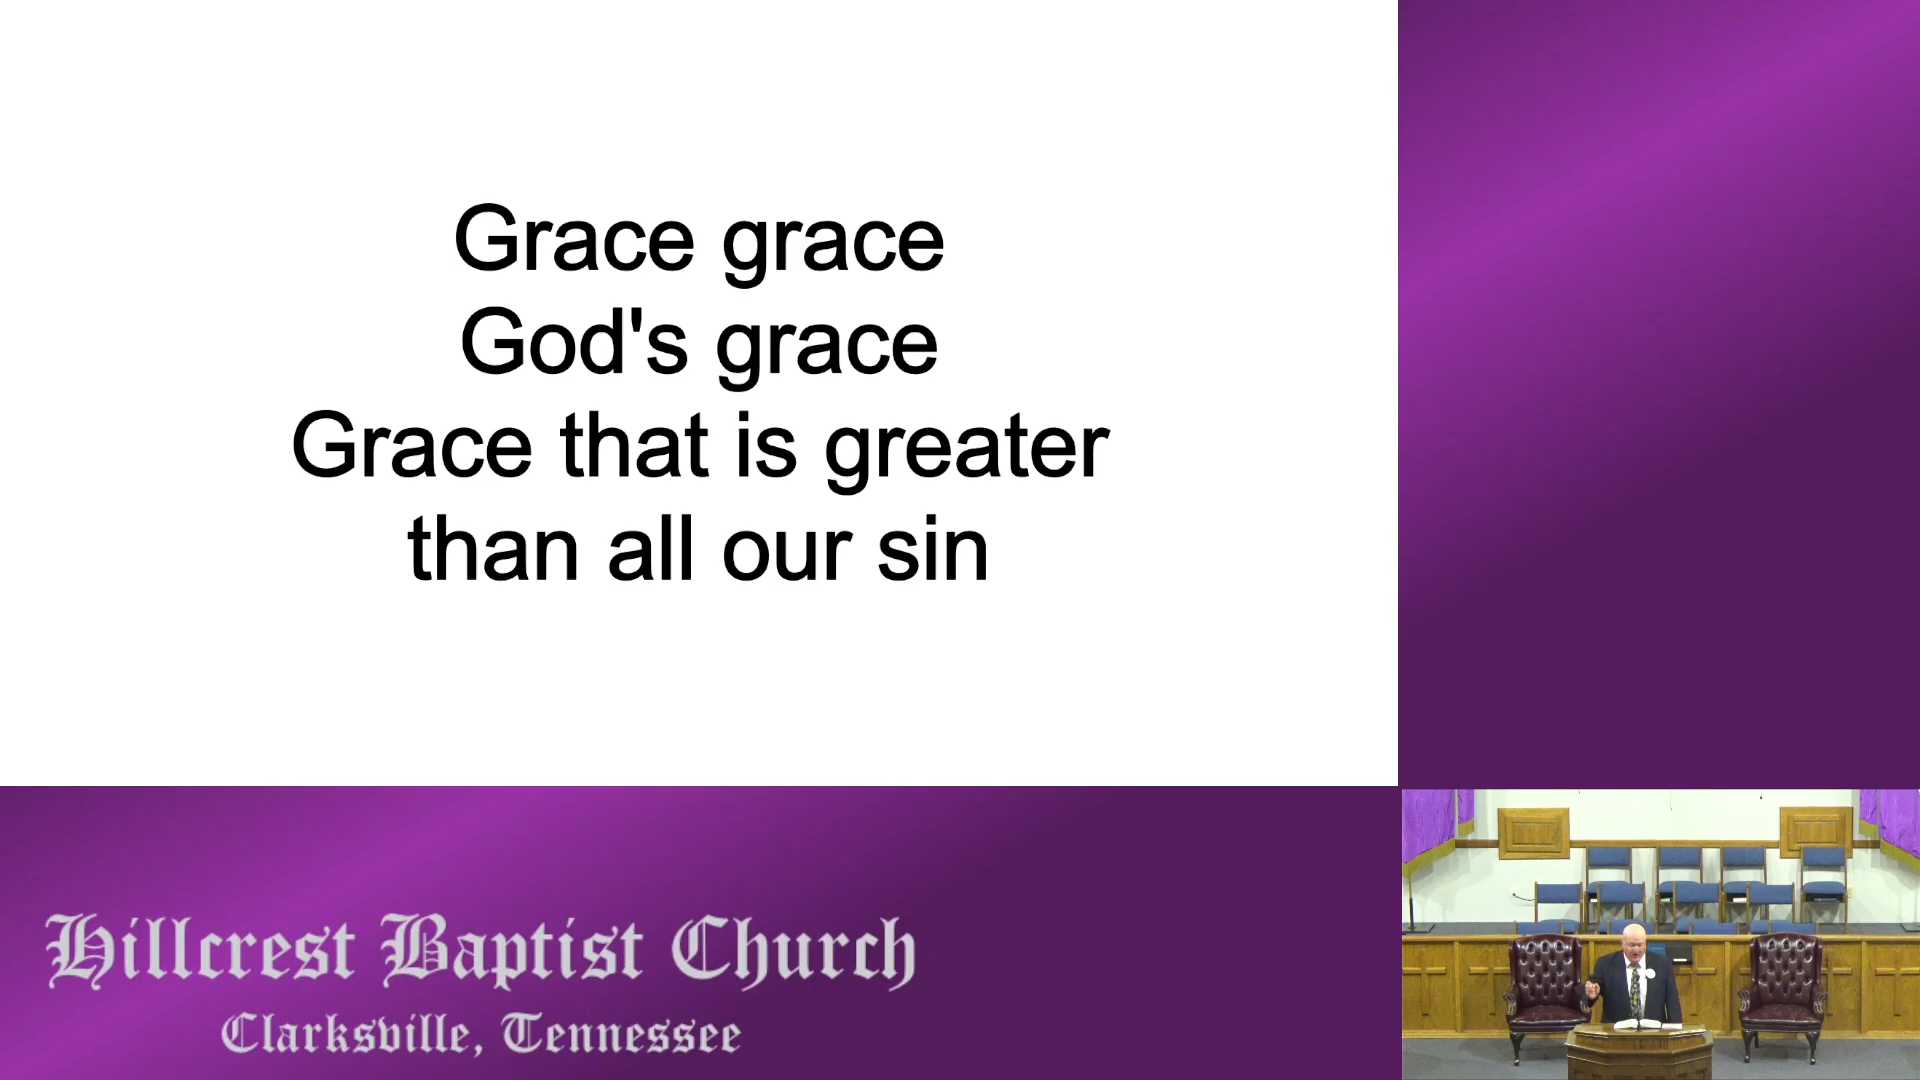 Grace grace
God's grace
Grace that is greater
than all our sin
Hillcrest Baptist Church
Clarksville, Tennessee